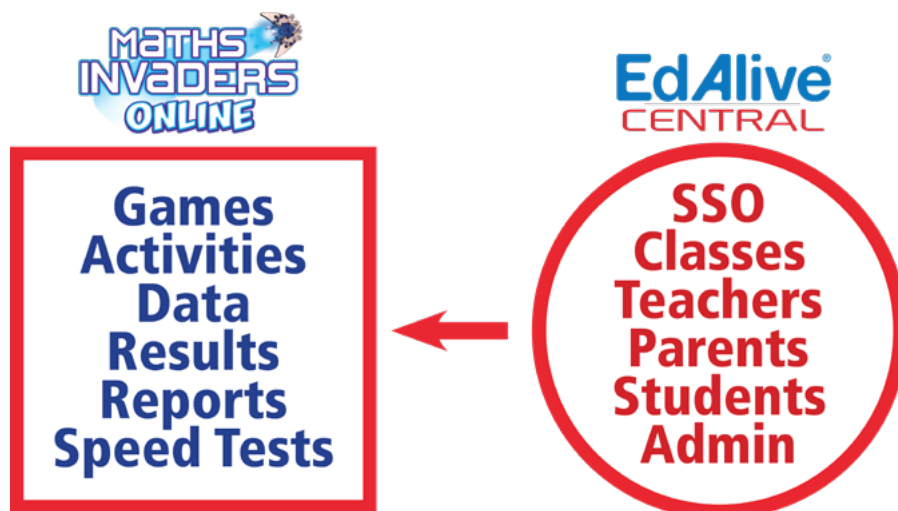 MATHS
INVADERS
ONLINE
Games
Activities
Data
Results
Reports
Speed Tests
EdAlive®
CENTRAL
SSO
Classes
Teachers
Parents
Students
Admin